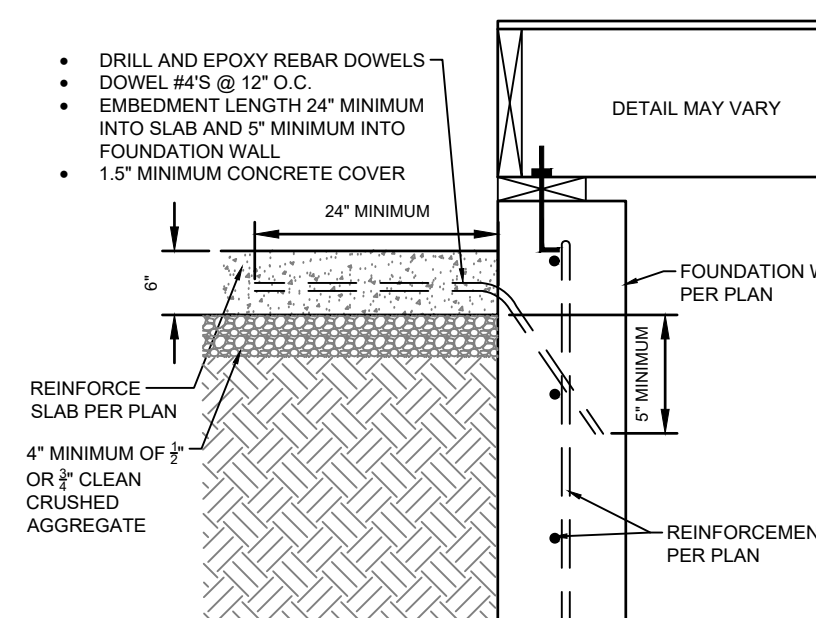 • DRILL AND EPOXY REBAR DOWELS
• DOWEL #4'S @ 12" O.C.
• EMBEDMENT LENGTH 24" MINIMUM
INTO SLAB AND 5" MINIMUM INTO
FOUNDATION WALL
• 1.5" MINIMUM CONCRETE COVER
DETAIL MAY VARY
24" MINIMUM
6"
FOUNDATION W
PER PLAN
5" MINIMUM
REINFORCE
SLAB PER PLAN
4" MINIMUM OF 1/2"
OR 3/4" CLEAN
CRUSHED
AGGREGATE
REINFORCEMEN
PER PLAN